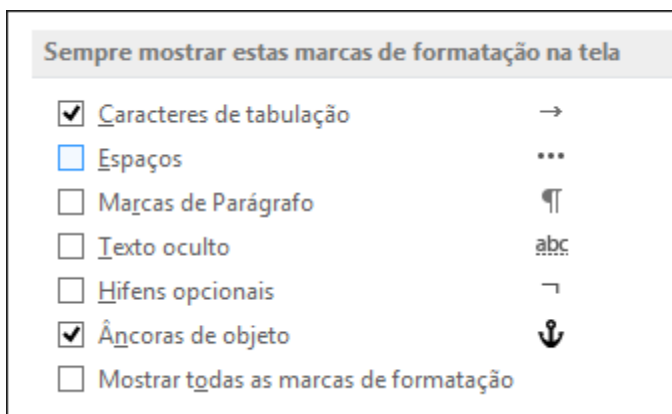 Sempre mostrar estas marcas de formatação na tela
Caracteres de tabulação →
Espaços •••
Marcas de Parágrafo ¶
Texto oculto abc
Hifens opcionais ¬
Âncoras de objeto ⚓
Mostrar todas as marcas de formatação